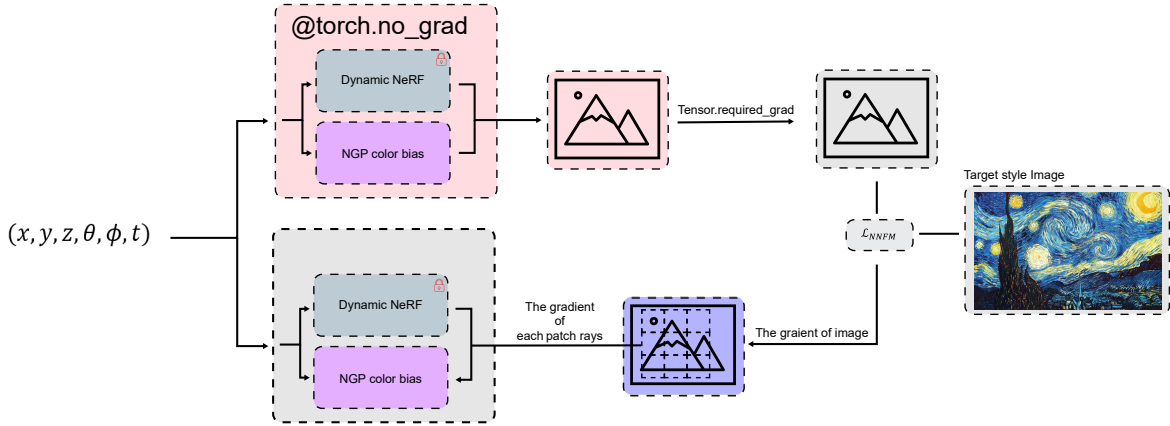 @torch.no_grad
Dynamic NeRF
NGP color bias
Tensor.required_grad
Target style Image
(x, y, z, θ, ϕ, t)
ℒ_NNFM
Dynamic NeRF
NGP color bias
The gradient
of
each patch rays
The graient of image